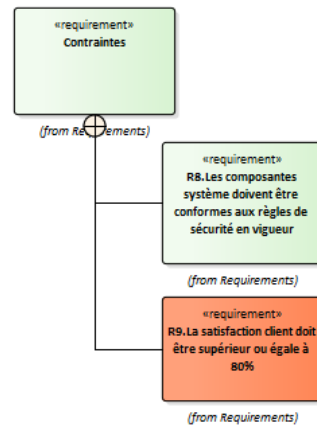 «requirement»
Contraintes
(from Requirements)
«requirement»
R8.Les composantes
système doivent être
conformes aux règles de
sécurité en vigueur
(from Requirements)
«requirement»
R9.La satisfaction client doit
être supérieur ou égale à
80%
(from Requirements)